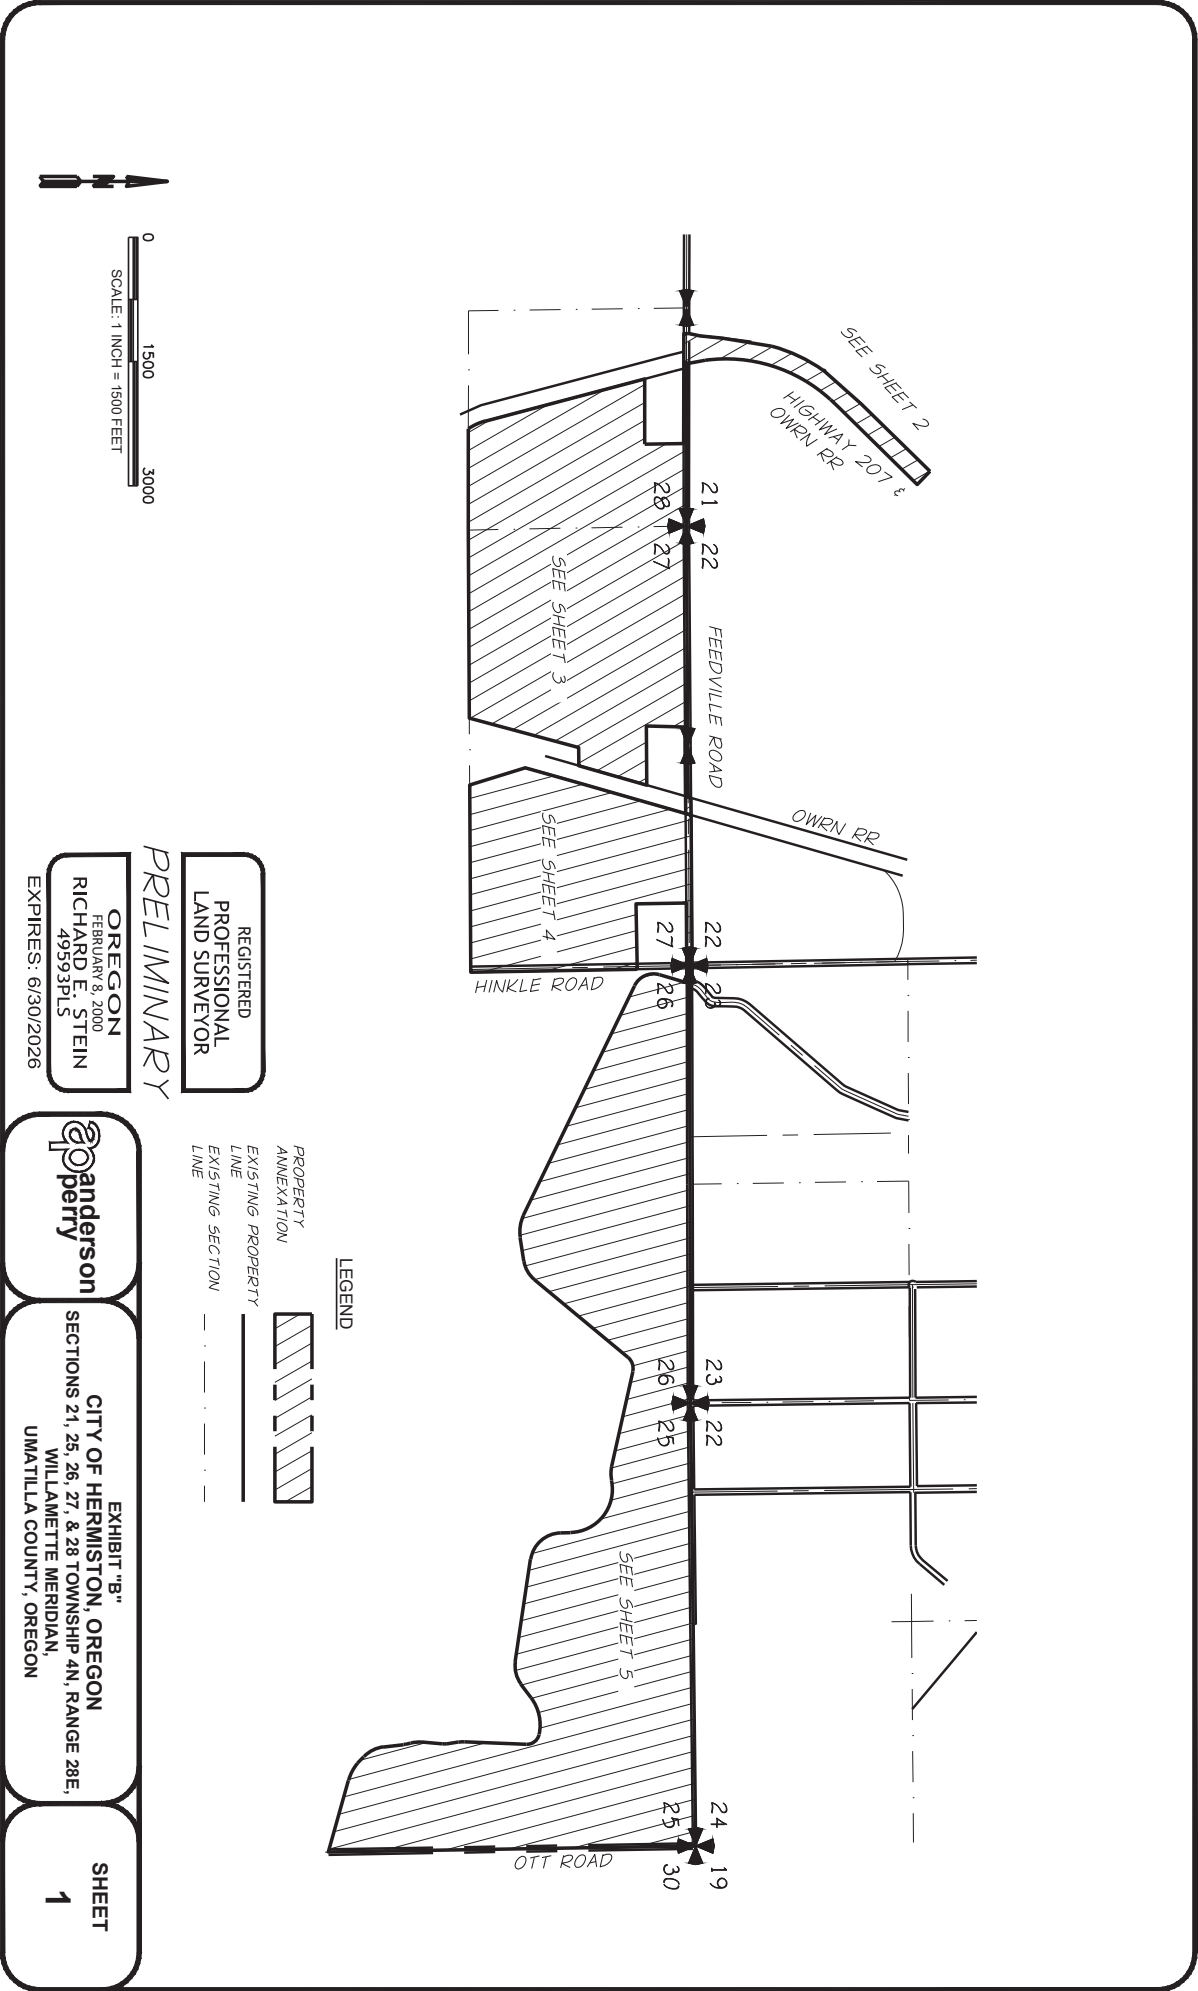 SEE SHEET 2
HIGHWAY 207 &
OWRN RR
21
22
28
27
FEEDVILLE ROAD
SEE SHEET 3
OWRN RR
SEE SHEET 4
22
23
27
26
HINKLE ROAD
23
22
26
25
SEE SHEET 5
24
19
25
30
OTT ROAD
N
0
1500
3000
SCALE: 1 INCH = 1500 FEET
REGISTERED
PROFESSIONAL
LAND SURVEYOR
PRELIMINARY
OREGON
FEBRUARY 8, 2000
RICHARD E. STEIN
49593PLS
EXPIRES: 6/30/2026
LEGEND
PROPERTY
ANNEXATION
EXISTING PROPERTY
LINE
EXISTING SECTION
LINE
ap
anderson
perry
EXHIBIT "B"
CITY OF HERMISTON, OREGON
SECTIONS 21, 25, 26, 27, & 28 TOWNSHIP 4N, RANGE 28E,
WILLAMETTE MERIDIAN,
UMATILLA COUNTY, OREGON
SHEET
1